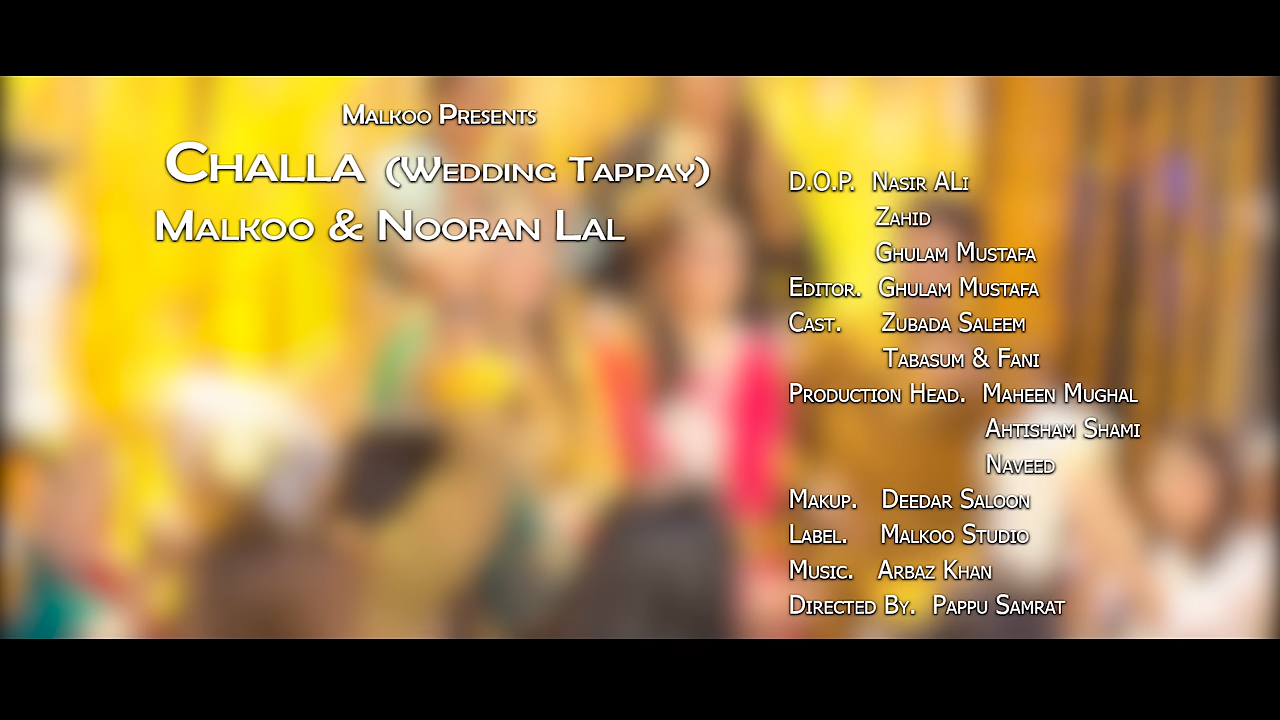 Malkoo Presents
Challa (Wedding Tappay)
Malkoo & Nooran Lal
D.O.P. Nasir ALi
Zahid
Ghulam Mustafa
Editor. Ghulam Mustafa
Cast. Zubada Saleem
Tabasum & Fani
Production Head. Maheen Mughal
Ahtisham Shami
Naveed
Makup. Deedar Saloon
Label. Malkoo Studio
Music. Arbaz Khan
Directed By. Pappu Samrat